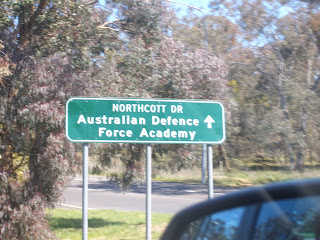 NORTHCOTT DR
Australian Defence ↑
Force Academy